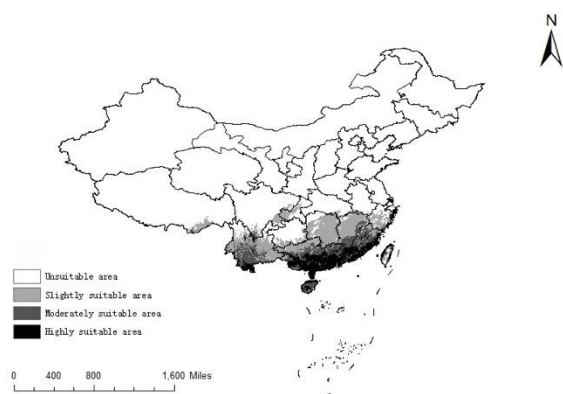 N
Unsuitable area
Slightly suitable area
Moderately suitable area
Highly suitable area
0 400 800 1,600 Miles